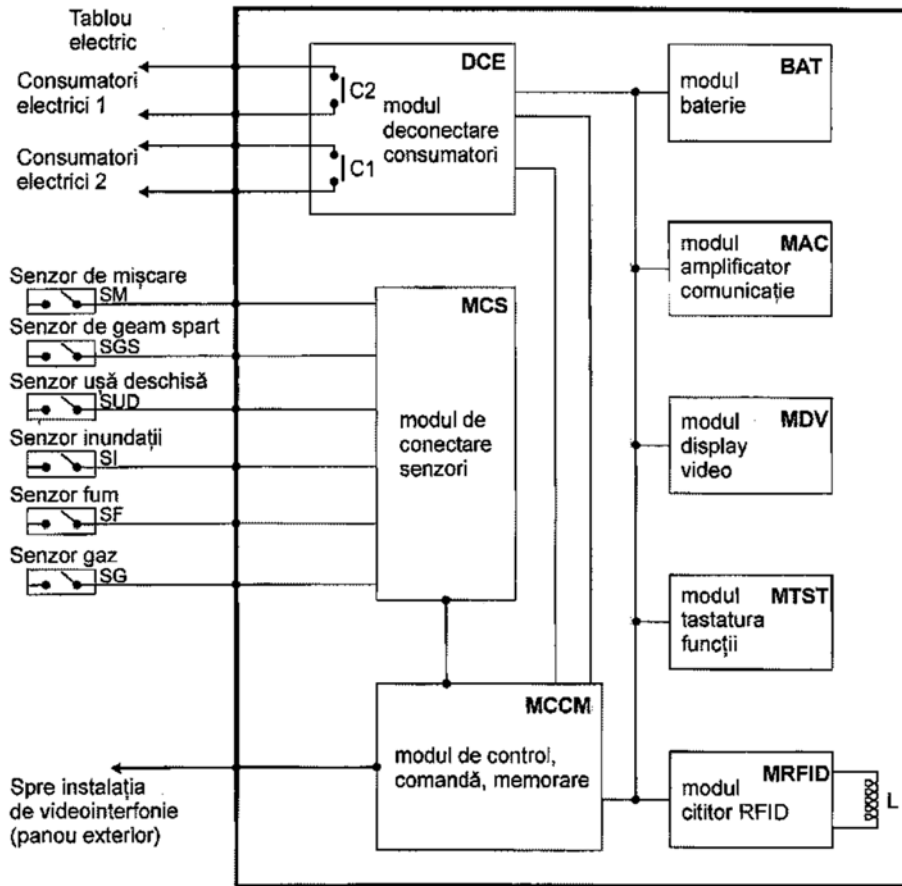 Tablou
electric
Consumatori
electrici 1
Consumatori
electrici 2
C2
C1
DCE
modul
deconectare
consumatori
BAT
modul
baterie
MAC
modul
amplificator
comunicație
Senzor de mișcare
SM
Senzor de geam spart
SGS
Senzor ușă deschisă
SUD
Senzor inundații
SI
Senzor fum
SF
Senzor gaz
SG
MCS
modul de
conectare
senzori
MDV
modul
display
video
MTST
modul
tastatura
funcții
MCCM
modul de control,
comandă, memorare
MRFID
modul
cititor RFID
L
Spre instalația
de videointerfonie
(panou exterior)